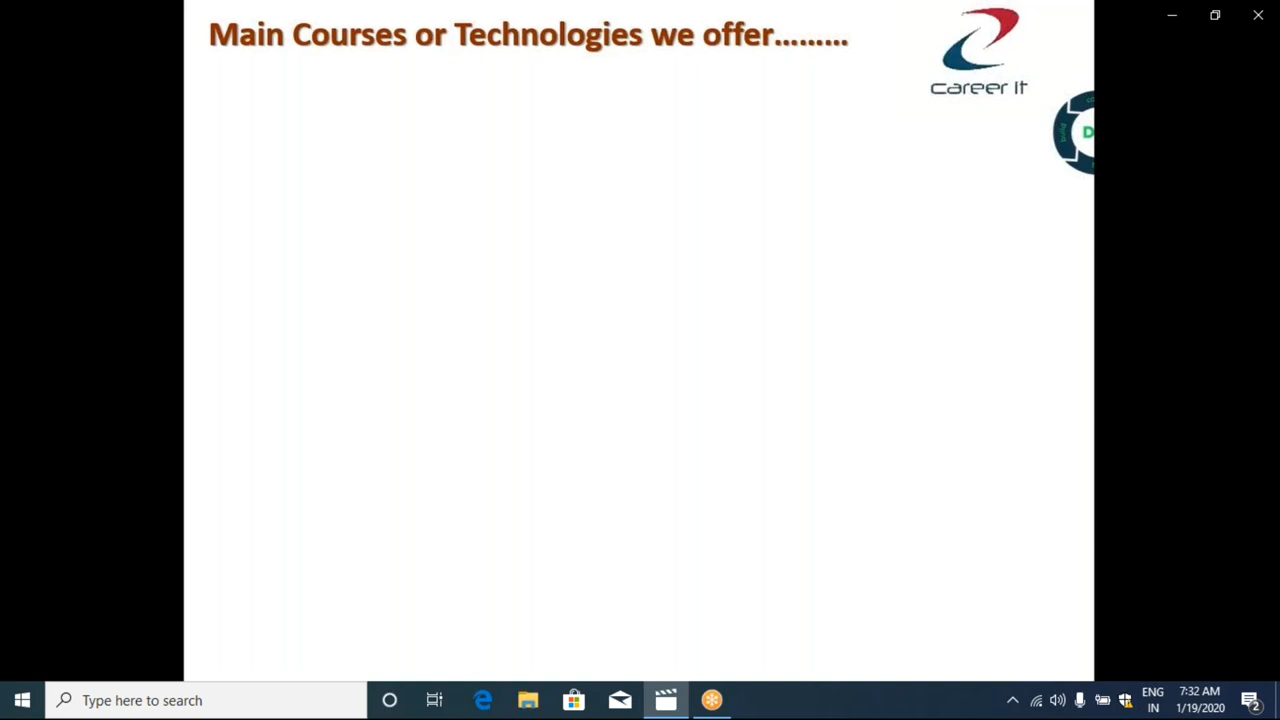 Main Courses or Technologies we offer.........
career It
D
Type here to search
ENG
IN
7:32 AM
1/19/2020
2